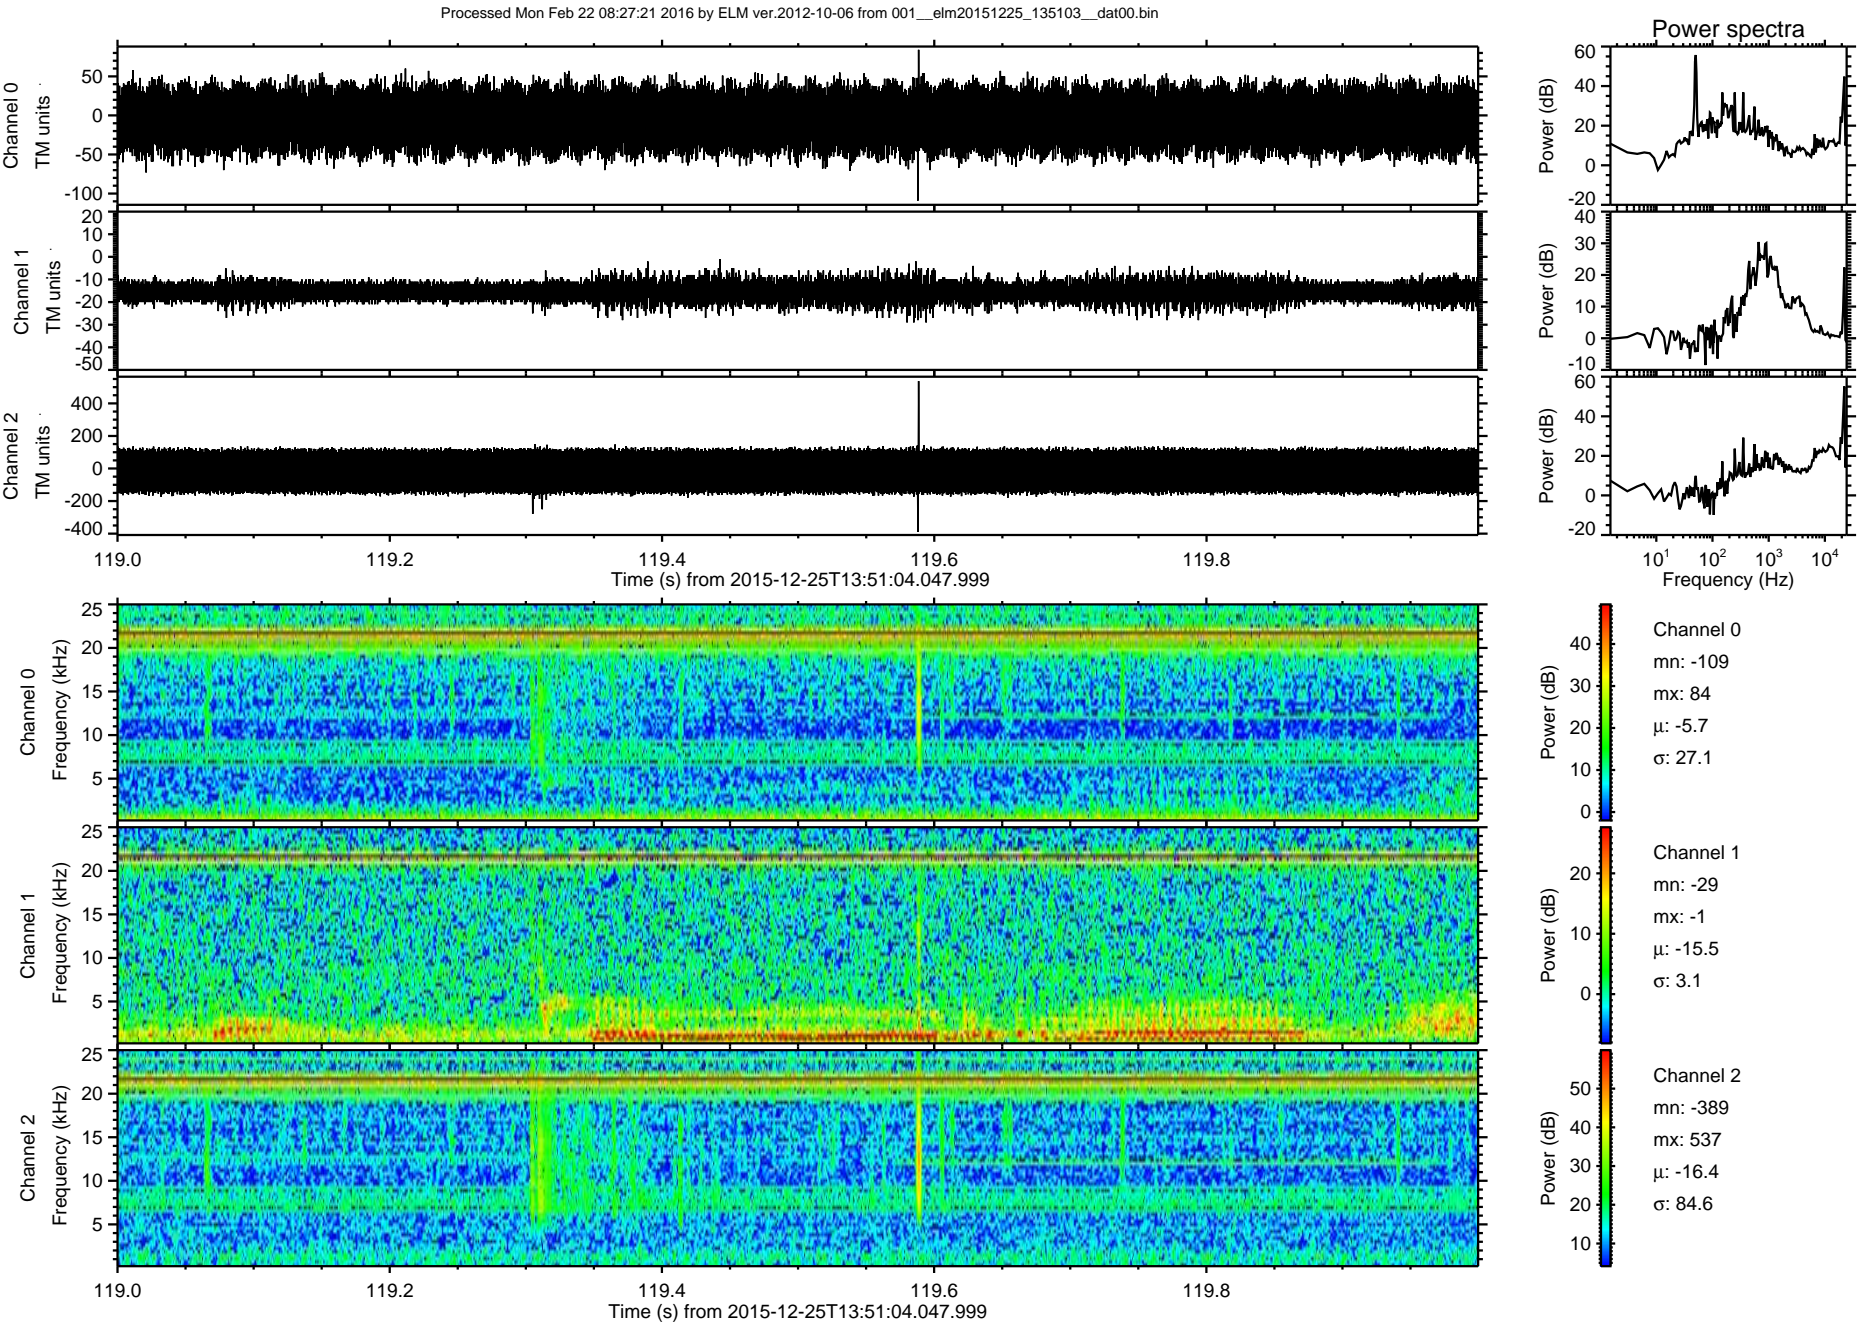 Processed Mon Feb 22 08:27:21 2016 by ELM ver.2012-10-06 from 001__elm20151225_135103__dat00.bin
Power spectra
Channel 0
TM units
50
0
-50
-100
Power (dB)
60
40
20
0
-20
Channel 1
TM units
20
10
0
-10
-20
-30
-40
-50
Power (dB)
40
30
20
10
0
-10
Channel 2
TM units
400
200
0
-200
-400
Power (dB)
60
40
20
0
-20
119.0
119.2
119.4
119.6
119.8
Time (s) from 2015-12-25T13:51:04.047.999
10^1
10^2
10^3
10^4
Frequency (Hz)
Channel 0
Frequency (kHz)
25
20
15
10
5
Power (dB)
40
30
20
10
0
Channel 0
mn: -109
mx: 84
μ: -5.7
σ: 27.1
Channel 1
Frequency (kHz)
25
20
15
10
5
Power (dB)
20
10
0
Channel 1
mn: -29
mx: -1
μ: -15.5
σ: 3.1
Channel 2
Frequency (kHz)
25
20
15
10
5
Power (dB)
50
40
30
20
10
Channel 2
mn: -389
mx: 537
μ: -16.4
σ: 84.6
119.0
119.2
119.4
119.6
119.8
Time (s) from 2015-12-25T13:51:04.047.999